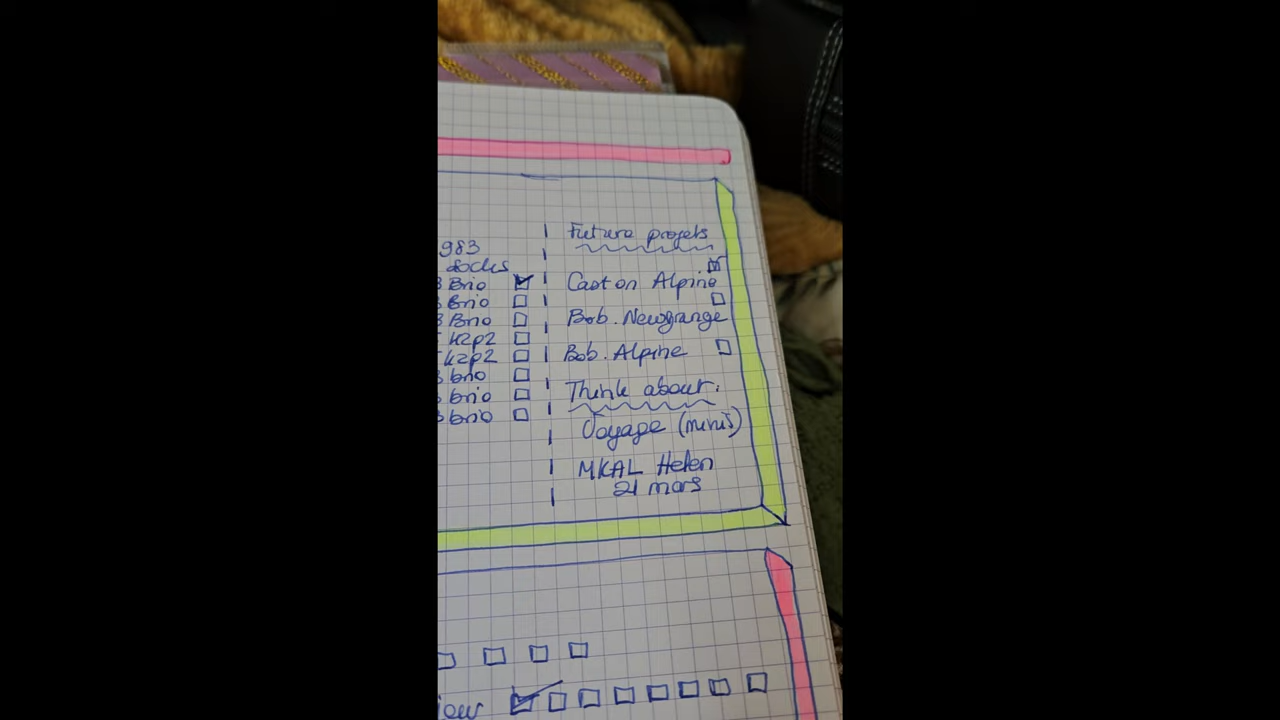 983
socks
Brio
Brio
Brio
k2p2
k2p2
brio
brio
brio
Future projets
Cast on Alpine
Bob. Newgrange
Bob. Alpine
Think about:
Voyage (minis)
MKAL Helen
21 mars